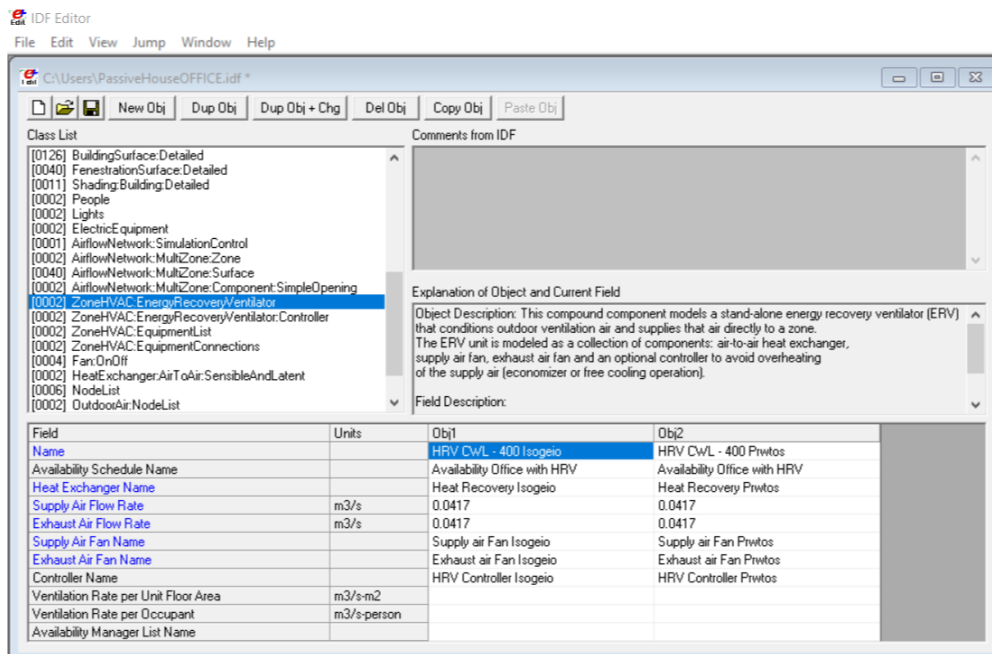 IDF Editor
File Edit View Jump Window Help
C:\Users\PassiveHouseOFFICE.idf *
New Obj Dup Obj Dup Obj + Chg Del Obj Copy Obj Paste Obj
Class List
[0126] BuildingSurface:Detailed
[0040] FenestrationSurface:Detailed
[0011] Shading:Building:Detailed
[0002] People
[0002] Lights
[0002] ElectricEquipment
[0001] AirflowNetwork:SimulationControl
[0002] AirflowNetwork:MultiZone:Zone
[0040] AirflowNetwork:MultiZone:Surface
[0002] AirflowNetwork:MultiZone:Component:SimpleOpening
[0002] ZoneHVAC:EnergyRecoveryVentilator
[0002] ZoneHVAC:EnergyRecoveryVentilator:Controller
[0002] ZoneHVAC:EquipmentList
[0002] ZoneHVAC:EquipmentConnections
[0004] Fan:OnOff
[0002] HeatExchanger:AirToAir:SensibleAndLatent
[0006] NodeList
[0002] OutdoorAir:NodeList
Comments from IDF
Explanation of Object and Current Field
Object Description: This compound component models a stand-alone energy recovery ventilator (ERV)
that conditions outdoor ventilation air and supplies that air directly to a zone.
The ERV unit is modeled as a collection of components: air-to-air heat exchanger,
supply air fan, exhaust air fan and an optional controller to avoid overheating
of the supply air (economizer or free cooling operation).
Field Description:
Field Units Obj1 Obj2
Name HRV CWL - 400 Isogeio HRV CWL - 400 Prwtos
Availability Schedule Name Availability Office with HRV Availability Office with HRV
Heat Exchanger Name Heat Recovery Isogeio Heat Recovery Prwtos
Supply Air Flow Rate m3/s 0.0417 0.0417
Exhaust Air Flow Rate m3/s 0.0417 0.0417
Supply Air Fan Name Supply air Fan Isogeio Supply air Fan Prwtos
Exhaust Air Fan Name Exhaust air Fan Isogeio Exhaust air Fan Prwtos
Controller Name HRV Controller Isogeio HRV Controller Prwtos
Ventilation Rate per Unit Floor Area m3/s-m2
Ventilation Rate per Occupant m3/s-person
Availability Manager List Name